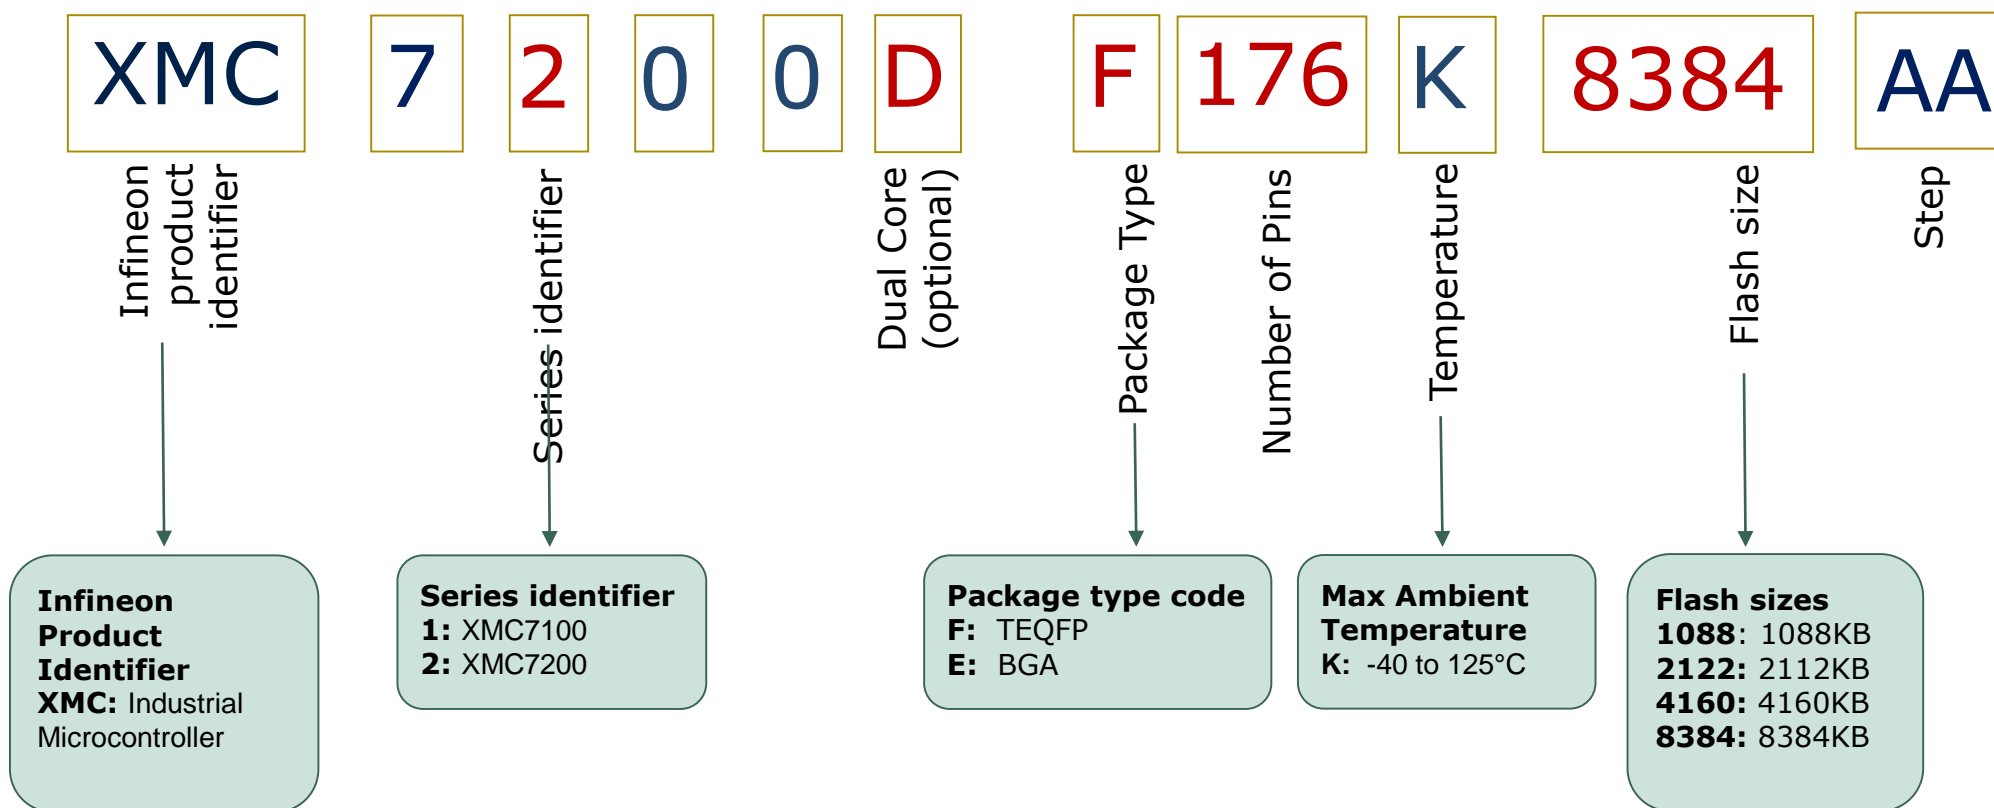 XMC 7 2 0 0 D F 176 K 8384 AA
Infineon
product
identifier
Series identifier
Dual Core
(optional)
Package Type
Number of Pins
Temperature
Flash size
Step
Infineon
Product
Identifier
XMC: Industrial
Microcontroller
Series identifier
1: XMC7100
2: XMC7200
Package type code
F: TEQFP
E: BGA
Max Ambient
Temperature
K: -40 to 125°C
Flash sizes
1088: 1088KB
2122: 2112KB
4160: 4160KB
8384: 8384KB